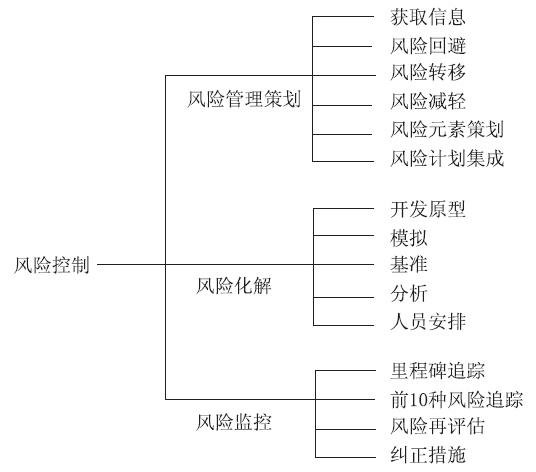 风险控制
风险管理策划
获取信息
风险回避
风险转移
风险减轻
风险元素策划
风险计划集成
风险化解
开发原型
模拟
基准
分析
人员安排
风险监控
里程碑追踪
前10种风险追踪
风险再评估
纠正措施